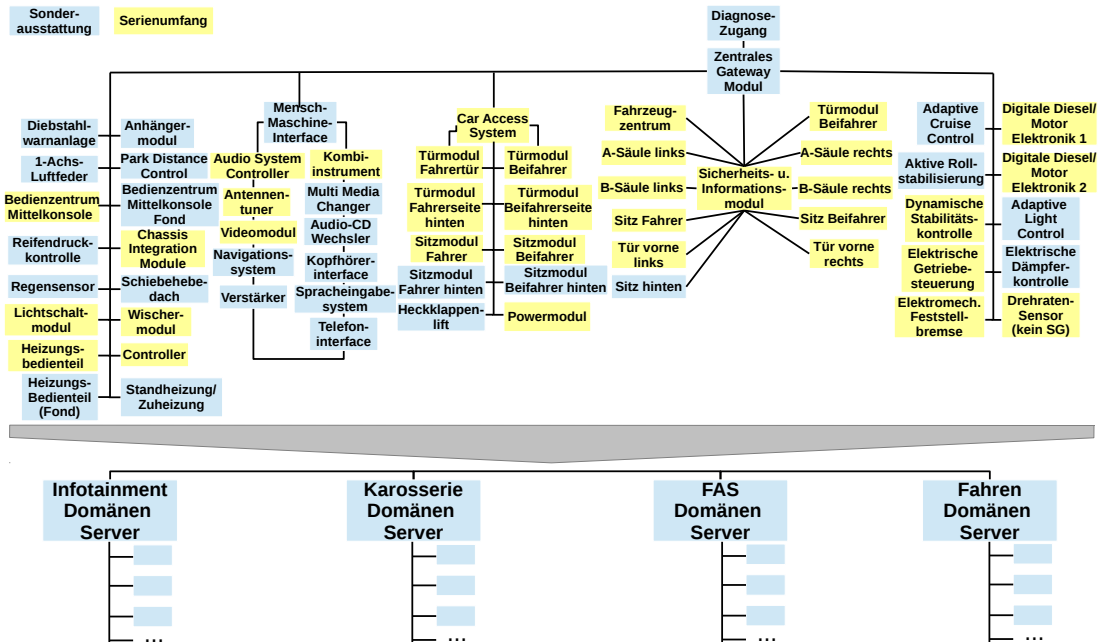 Sonder-
ausstattung
Serienumfang
Diagnose-
Zugang
Zentrales
Gateway
Modul
Diebstahl-
warnanlage
Anhänger-
modul
1-Achs-
Luftfeder
Park Distance
Control
Bedienzentrum
Mittelkonsole
Bedienzentrum
Mittelkonsole
Fond
Reifendruck-
kontrolle
Chassis
Integration
Module
Regensensor
Schiebehebe-
dach
Lichtschalt-
modul
Wischer-
modul
Heizungs-
bedienteil
Controller
Heizungs-
Bedienteil
(Fond)
Standheizung/
Zuheizung
Mensch-
Maschine-
Interface
Audio System
Controller
Kombi-
instrument
Antennen-
tuner
Multi Media
Changer
Videomodul
Audio-CD
Wechsler
Navigations-
system
Kopfhörer-
interface
Verstärker
Spracheingabe-
system
Telefon-
interface
Car Access
System
Türmodul
Fahrertür
Türmodul
Beifahrer
Türmodul
Fahrerseite
hinten
Türmodul
Beifahrerseite
hinten
Sitzmodul
Fahrer
Sitzmodul
Beifahrer
Sitzmodul
Fahrer hinten
Sitzmodul
Beifahrer hinten
Heckklappen-
lift
Powermodul
Fahrzeug-
zentrum
Türmodul
Beifahrer
A-Säule links
A-Säule rechts
Sicherheits- u.
Informations-
modul
B-Säule links
B-Säule rechts
Sitz Fahrer
Sitz Beifahrer
Tür vorne
links
Tür vorne
rechts
Sitz hinten
Adaptive
Cruise
Control
Digitale Diesel/
Motor
Elektronik 1
Aktive Roll-
stabilisierung
Digitale Diesel/
Motor
Elektronik 2
Dynamische
Stabilitäts-
kontrolle
Adaptive
Light
Control
Elektrische
Getriebe-
steuerung
Elektrische
Dämpfer-
kontrolle
Elektromech.
Feststell-
bremse
Drehraten-
Sensor
(kein SG)
Infotainment
Domänen
Server
...
Karosserie
Domänen
Server
...
FAS
Domänen
Server
...
Fahren
Domänen
Server
...